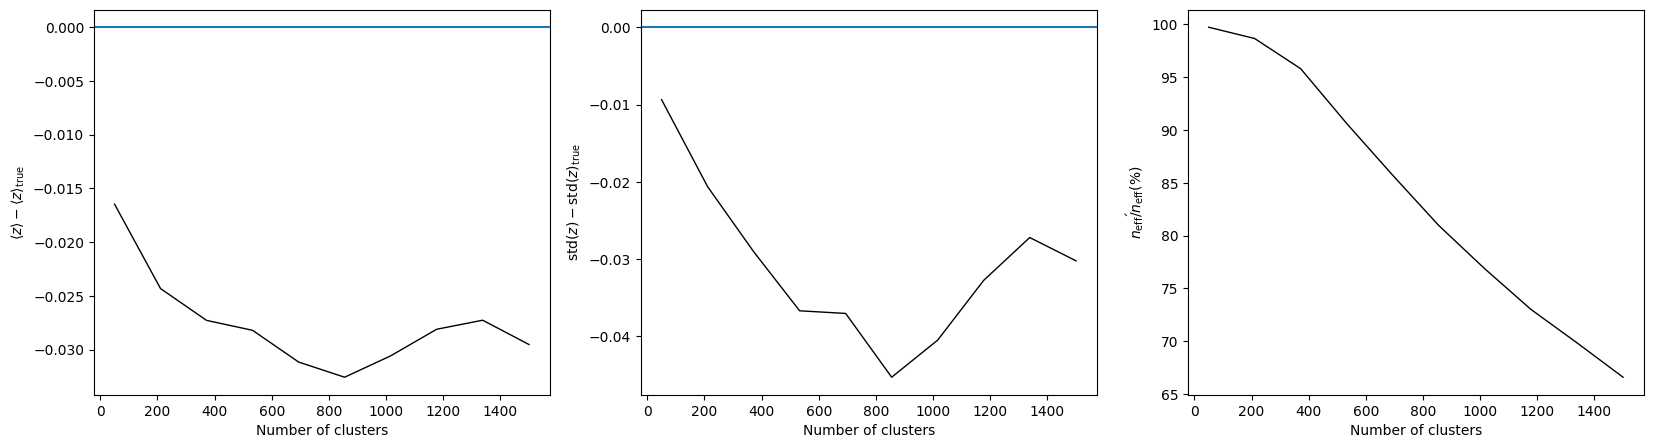 0.000
−0.005
−0.010
−0.015
−0.020
−0.025
−0.030
⟨z⟩ − ⟨z⟩true
0 200 400 600 800 1000 1200 1400
Number of clusters
0.00
−0.01
−0.02
−0.03
−0.04
std(z) − std(z)true
0 200 400 600 800 1000 1200 1400
Number of clusters
100
95
90
85
80
75
70
65
n′eff/neff(%)
0 200 400 600 800 1000 1200 1400
Number of clusters